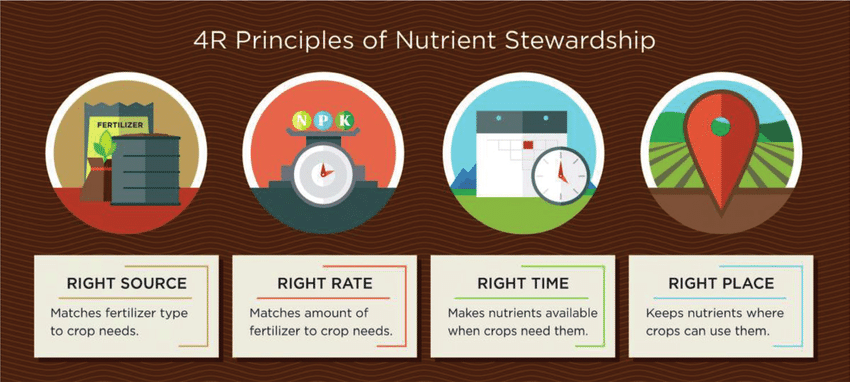 4R Principles of Nutrient Stewardship
FERTILIZER
N P K
RIGHT SOURCE
Matches fertilizer type
to crop needs.
RIGHT RATE
Matches amount of
fertilizer to crop needs.
RIGHT TIME
Makes nutrients available
when crops need them.
RIGHT PLACE
Keeps nutrients where
crops can use them.